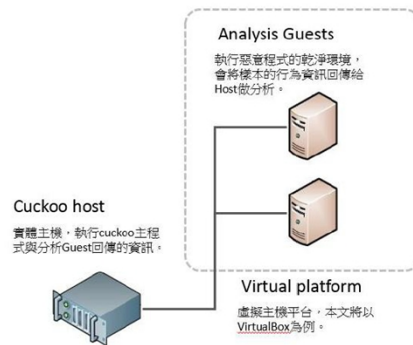 Analysis Guests
執行惡意程式的乾淨環境，
會將樣本的行為資訊回傳給
Host做分析。
Cuckoo host
實體主機，執行cuckoo主程
式與分析Guest回傳的資訊。
Virtual platform
虛擬主機平台，本文將以
VirtualBox為例。